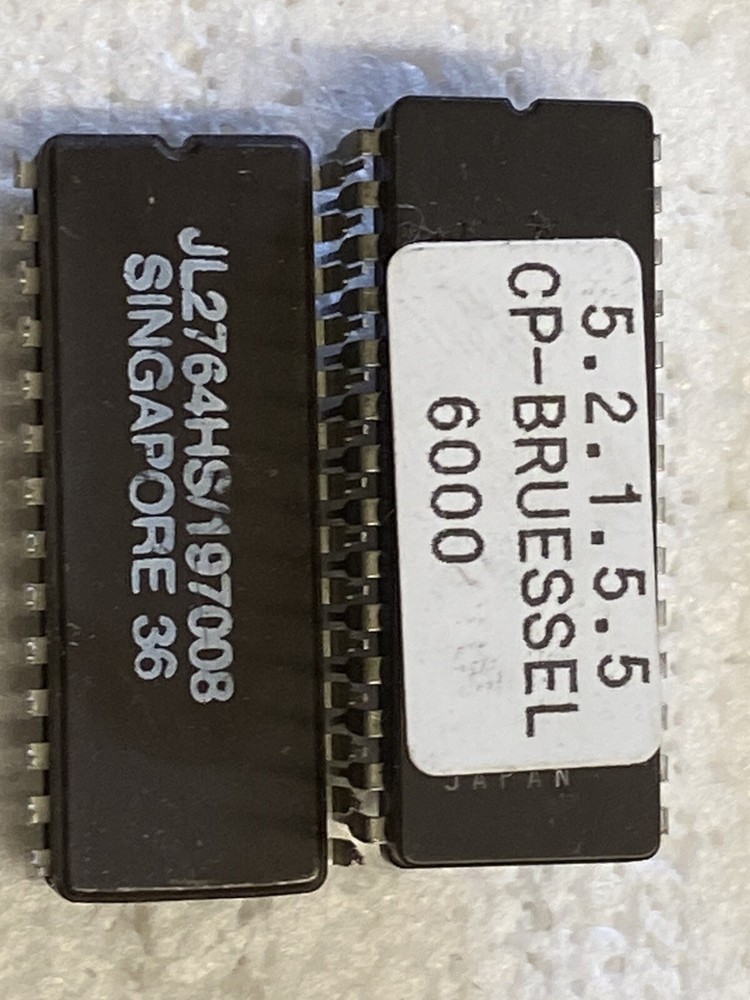 JL2764HS/197008
SINGAPORE 36
5.2.1.5.5
CP-BRUESSEL
6000
JAPAN